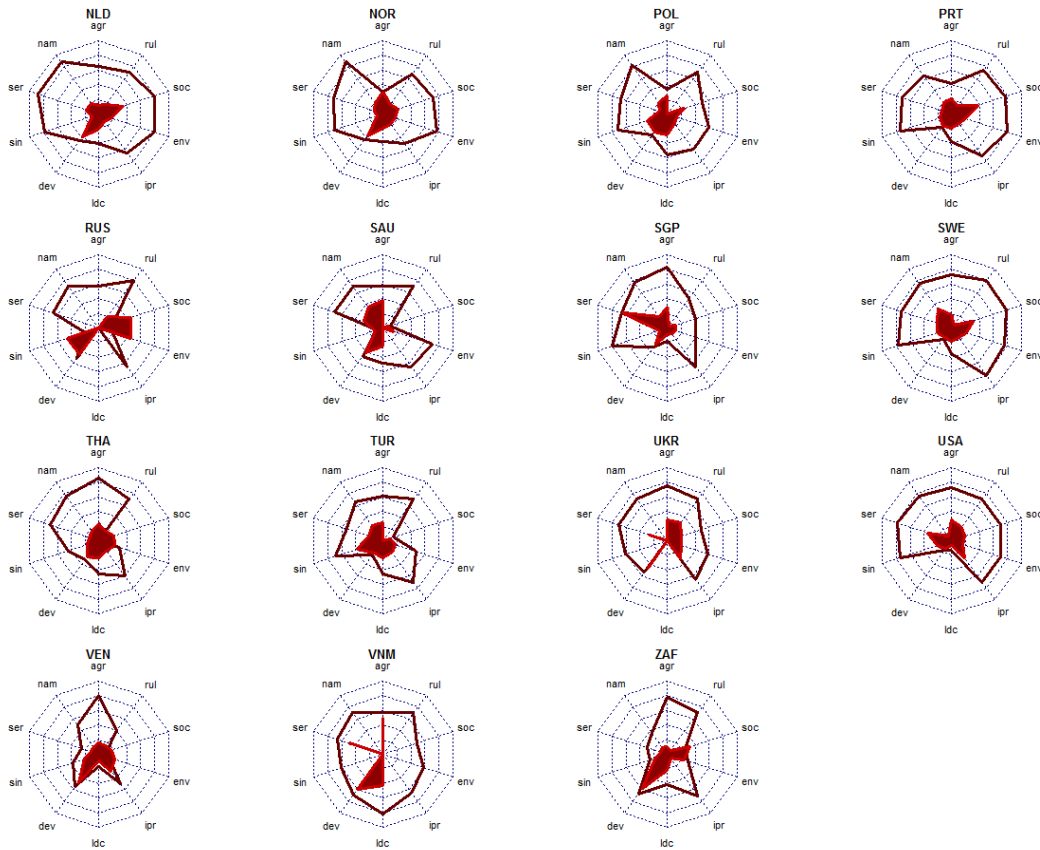 NLD
agr
nam
rul
ser
soc
sin
env
dev
ipr
ldc
NOR
agr
nam
rul
ser
soc
sin
env
dev
ipr
ldc
POL
agr
nam
rul
ser
soc
sin
env
dev
ipr
ldc
PRT
agr
nam
rul
ser
soc
sin
env
dev
ipr
ldc
RUS
agr
nam
rul
ser
soc
sin
env
dev
ipr
ldc
SAU
agr
nam
rul
ser
soc
sin
env
dev
ipr
ldc
SGP
agr
nam
rul
ser
soc
sin
env
dev
ipr
ldc
SWE
agr
nam
rul
ser
soc
sin
env
dev
ipr
ldc
THA
agr
nam
rul
ser
soc
sin
env
dev
ipr
ldc
TUR
agr
nam
rul
ser
soc
sin
env
dev
ipr
ldc
UKR
agr
nam
rul
ser
soc
sin
env
dev
ipr
ldc
USA
agr
nam
rul
ser
soc
sin
env
dev
ipr
ldc
VEN
agr
nam
rul
ser
soc
sin
env
dev
ipr
ldc
VNM
agr
nam
rul
ser
soc
sin
env
dev
ipr
ldc
ZAF
agr
nam
rul
ser
soc
sin
env
dev
ipr
ldc